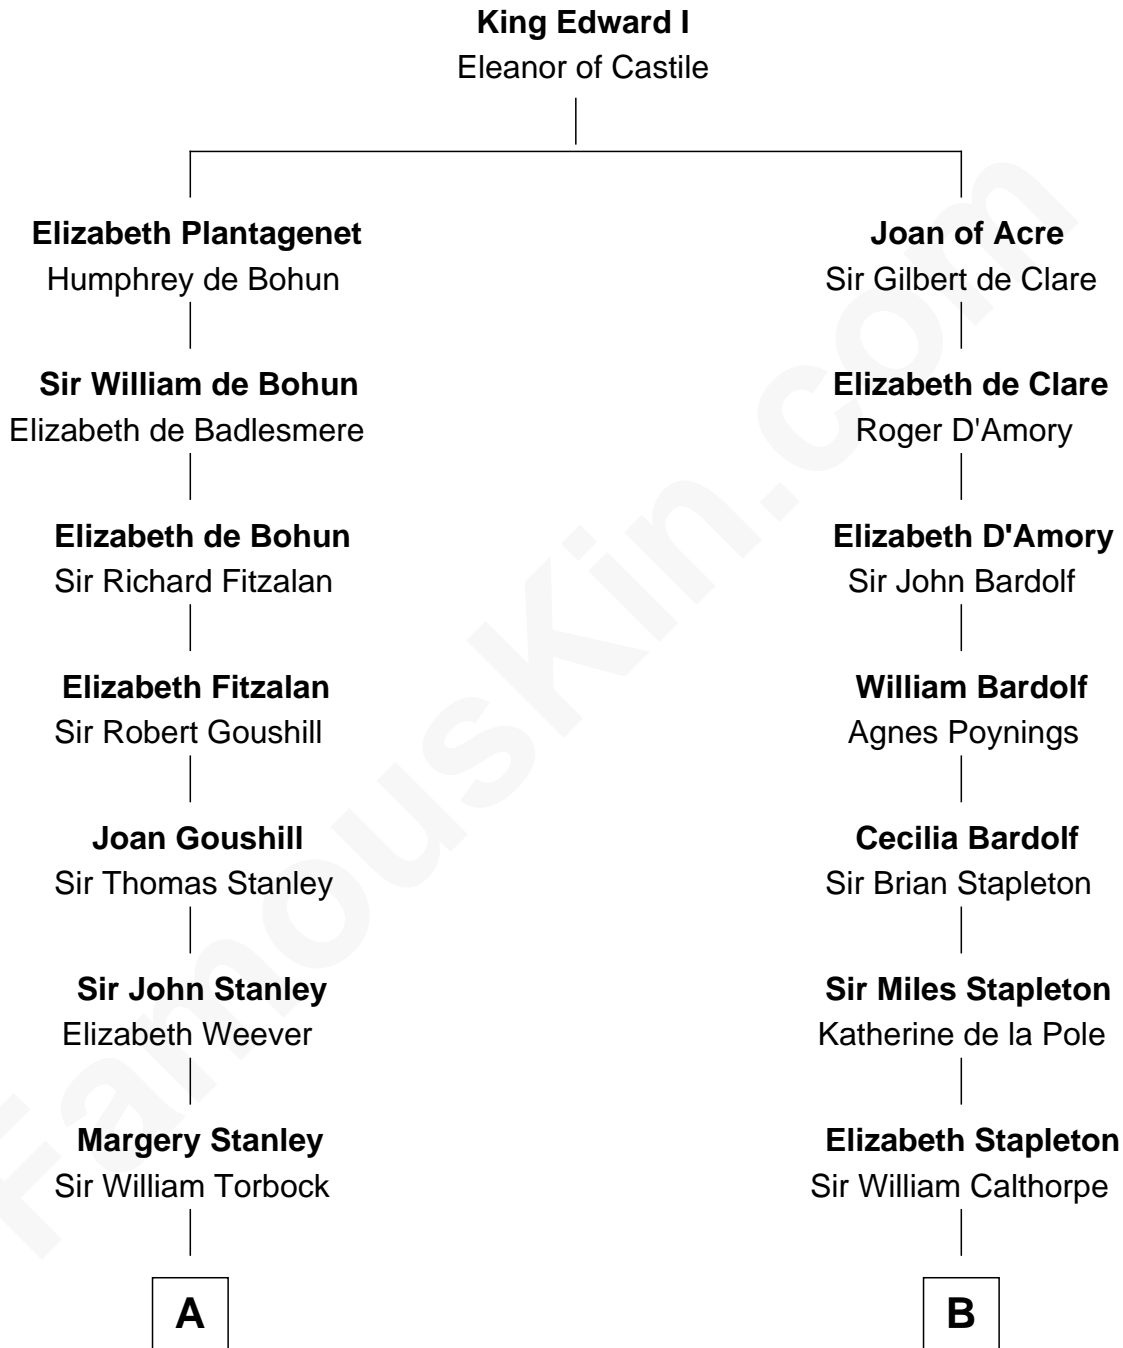 King Edward I
Eleanor of Castile
Elizabeth Plantagenet
Humphrey de Bohun
Joan of Acre
Sir Gilbert de Clare
Sir William de Bohun
Elizabeth de Badlesmere
Elizabeth de Clare
Roger D'Amory
Elizabeth de Bohun
Sir Richard Fitzalan
Elizabeth D'Amory
Sir John Bardolf
Elizabeth Fitzalan
Sir Robert Goushill
William Bardolf
Agnes Poynings
Joan Goushill
Sir Thomas Stanley
Cecilia Bardolf
Sir Brian Stapleton
Sir John Stanley
Elizabeth Weever
Sir Miles Stapleton
Katherine de la Pole
Margery Stanley
Sir William Torbock
Elizabeth Stapleton
Sir William Calthorpe
A
B
FamousKin.com